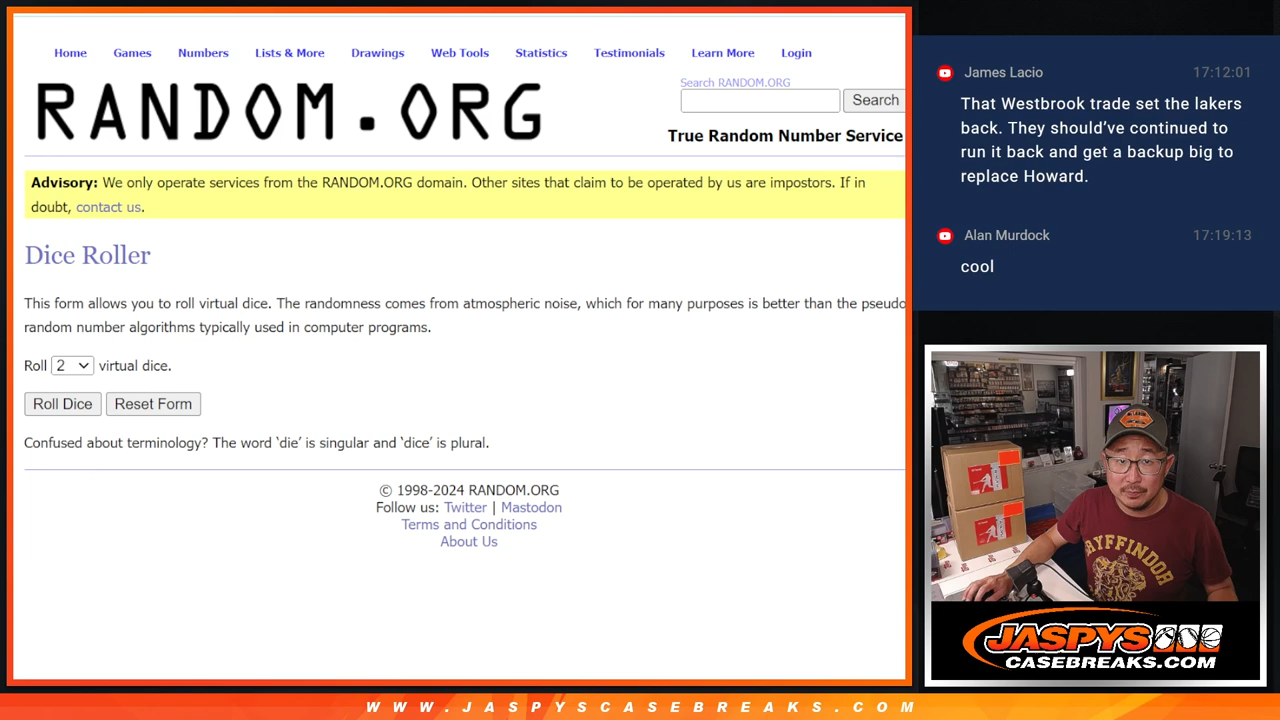 Home Games Numbers Lists & More Drawings Web Tools Statistics Testimonials Learn More Login
RANDOM.ORG
Search RANDOM.ORG
Search
True Random Number Service
Advisory: We only operate services from the RANDOM.ORG domain. Other sites that claim to be operated by us are impostors. If in
doubt, contact us.
Dice Roller
This form allows you to roll virtual dice. The randomness comes from atmospheric noise, which for many purposes is better than the pseudo
random number algorithms typically used in computer programs.
Roll 2 virtual dice.
Roll Dice Reset Form
Confused about terminology? The word ‘die’ is singular and ‘dice’ is plural.
© 1998-2024 RANDOM.ORG
Follow us: Twitter | Mastodon
Terms and Conditions
About Us
James Lacio 17:12:01
That Westbrook trade set the lakers
back. They should’ve continued to
run it back and get a backup big to
replace Howard.
Alan Murdock 17:19:13
cool
GRYFFINDOR
JASPYS
CASEBREAKS.COM
WWW.JASPYSCASEBREAKS.COM